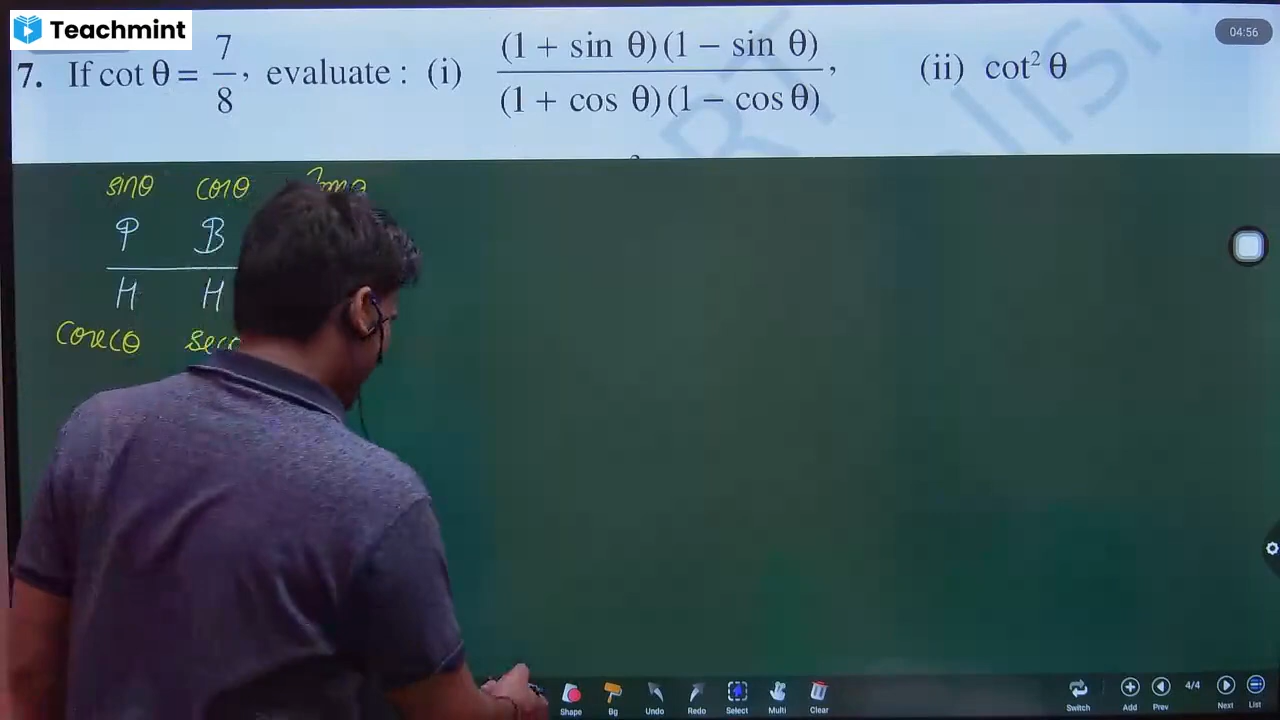 Teachmint
04:56
7. If cot θ = 7/8, evaluate : (i) (1 + sin θ)(1 − sin θ)/(1 + cos θ)(1 − cos θ), (ii) cot² θ
sinθ cosθ
P B
H H
cosecθ sec
Shape Bg Undo Redo Select Multi Clear Switch Add Prev 4/4 Next List